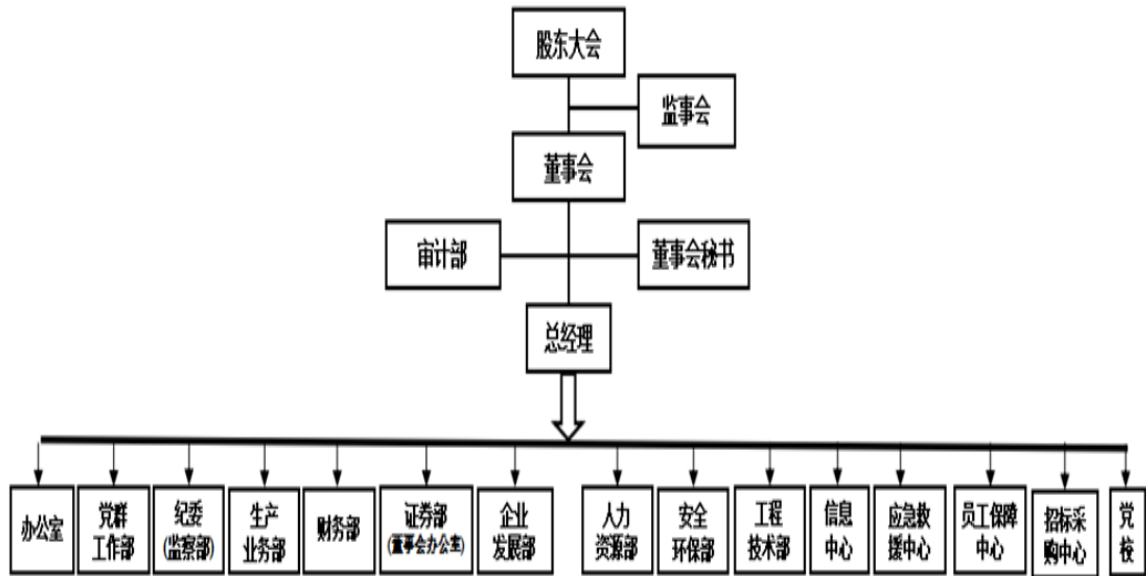 股东大会
监事会
董事会
审计部
董事会秘书
总经理
办公室
党群
工作部
纪委
(监察部)
生产
业务部
财务部
证券部
(董事会办公室)
企业
发展部
人力
资源部
安全
环保部
工程
技术部
信息
中心
应急救
援中心
员工保障
中心
招标采
购中心
党
校